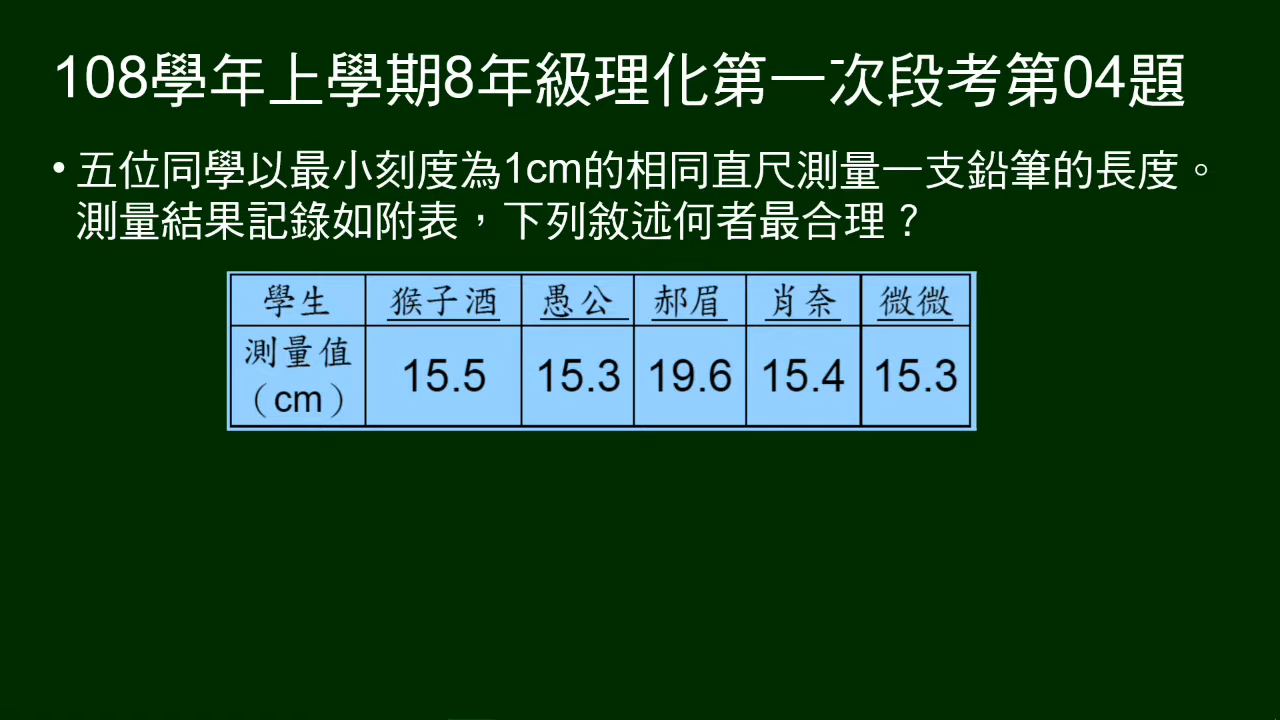 108學年上學期8年級理化第一次段考第04題
• 五位同學以最小刻度為1cm的相同直尺測量一支鉛筆的長度。
測量結果記錄如附表，下列敘述何者最合理？
學生 猴子酒 愚公 郝眉 肖奈 微微
測量值
（cm） 15.5 15.3 19.6 15.4 15.3